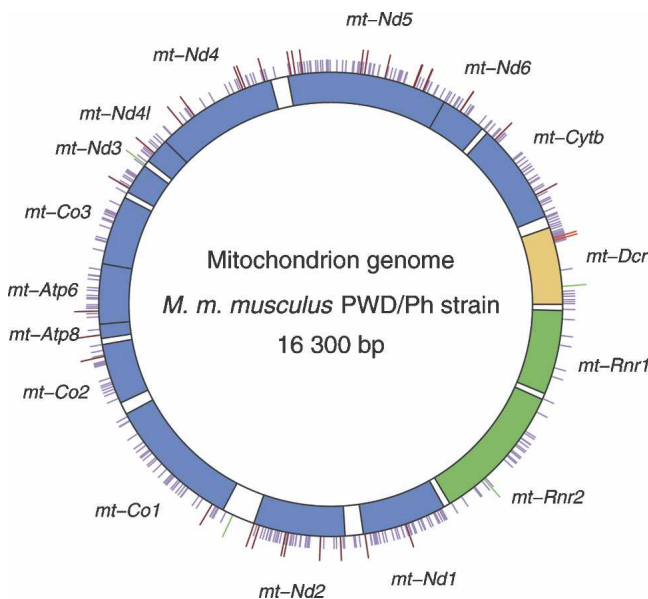 mt–Nd5
mt–Nd4
mt–Nd6
mt–Nd4l
mt–Cytb
mt–Nd3
mt–Co3
mt–Dcr
Mitochondrion genome
mt–Atp6
M. m. musculus PWD/Ph strain
mt–Atp8
16 300 bp
mt–Rnr1
mt–Co2
mt–Rnr2
mt–Co1
mt–Nd1
mt–Nd2